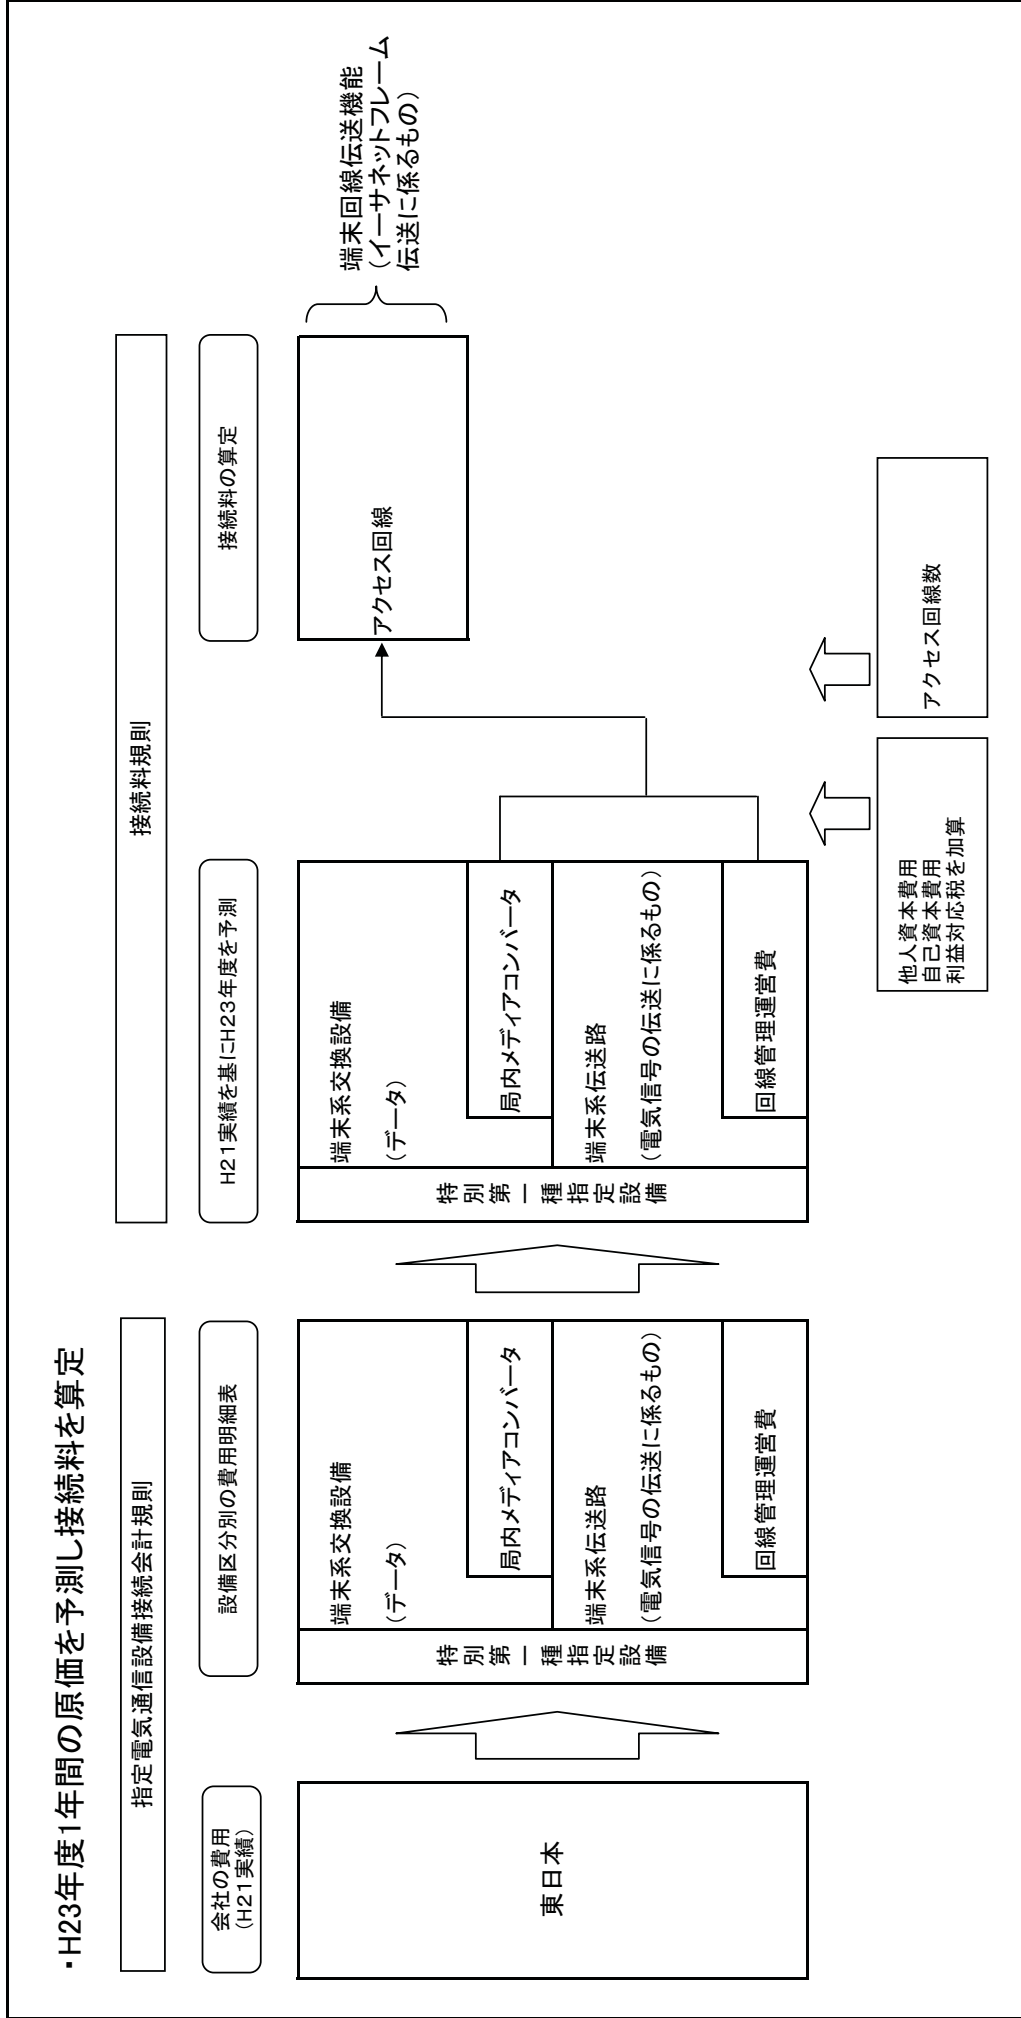 ・H23年度1年間の原価を予測し接続料を算定
指定電気通信設備接続会計規則
接続料規則
会社の費用
（H21実績）
設備区分別の費用明細表
H21実績を基にH23年度を予測
接続料の算定
東日本
特別第一種指定設備
端末系交換設備
（データ）
局内メディアコンバータ
端末系伝送路
（電気信号の伝送に係るもの）
回線管理運営費
特別第一種指定設備
端末系交換設備
（データ）
局内メディアコンバータ
端末系伝送路
（電気信号の伝送に係るもの）
回線管理運営費
アクセス回線
端末回線伝送機能
（イーサネットフレーム
伝送に係るもの）
他人資本費用
自己資本費用
利益対応税を加算
アクセス回線数